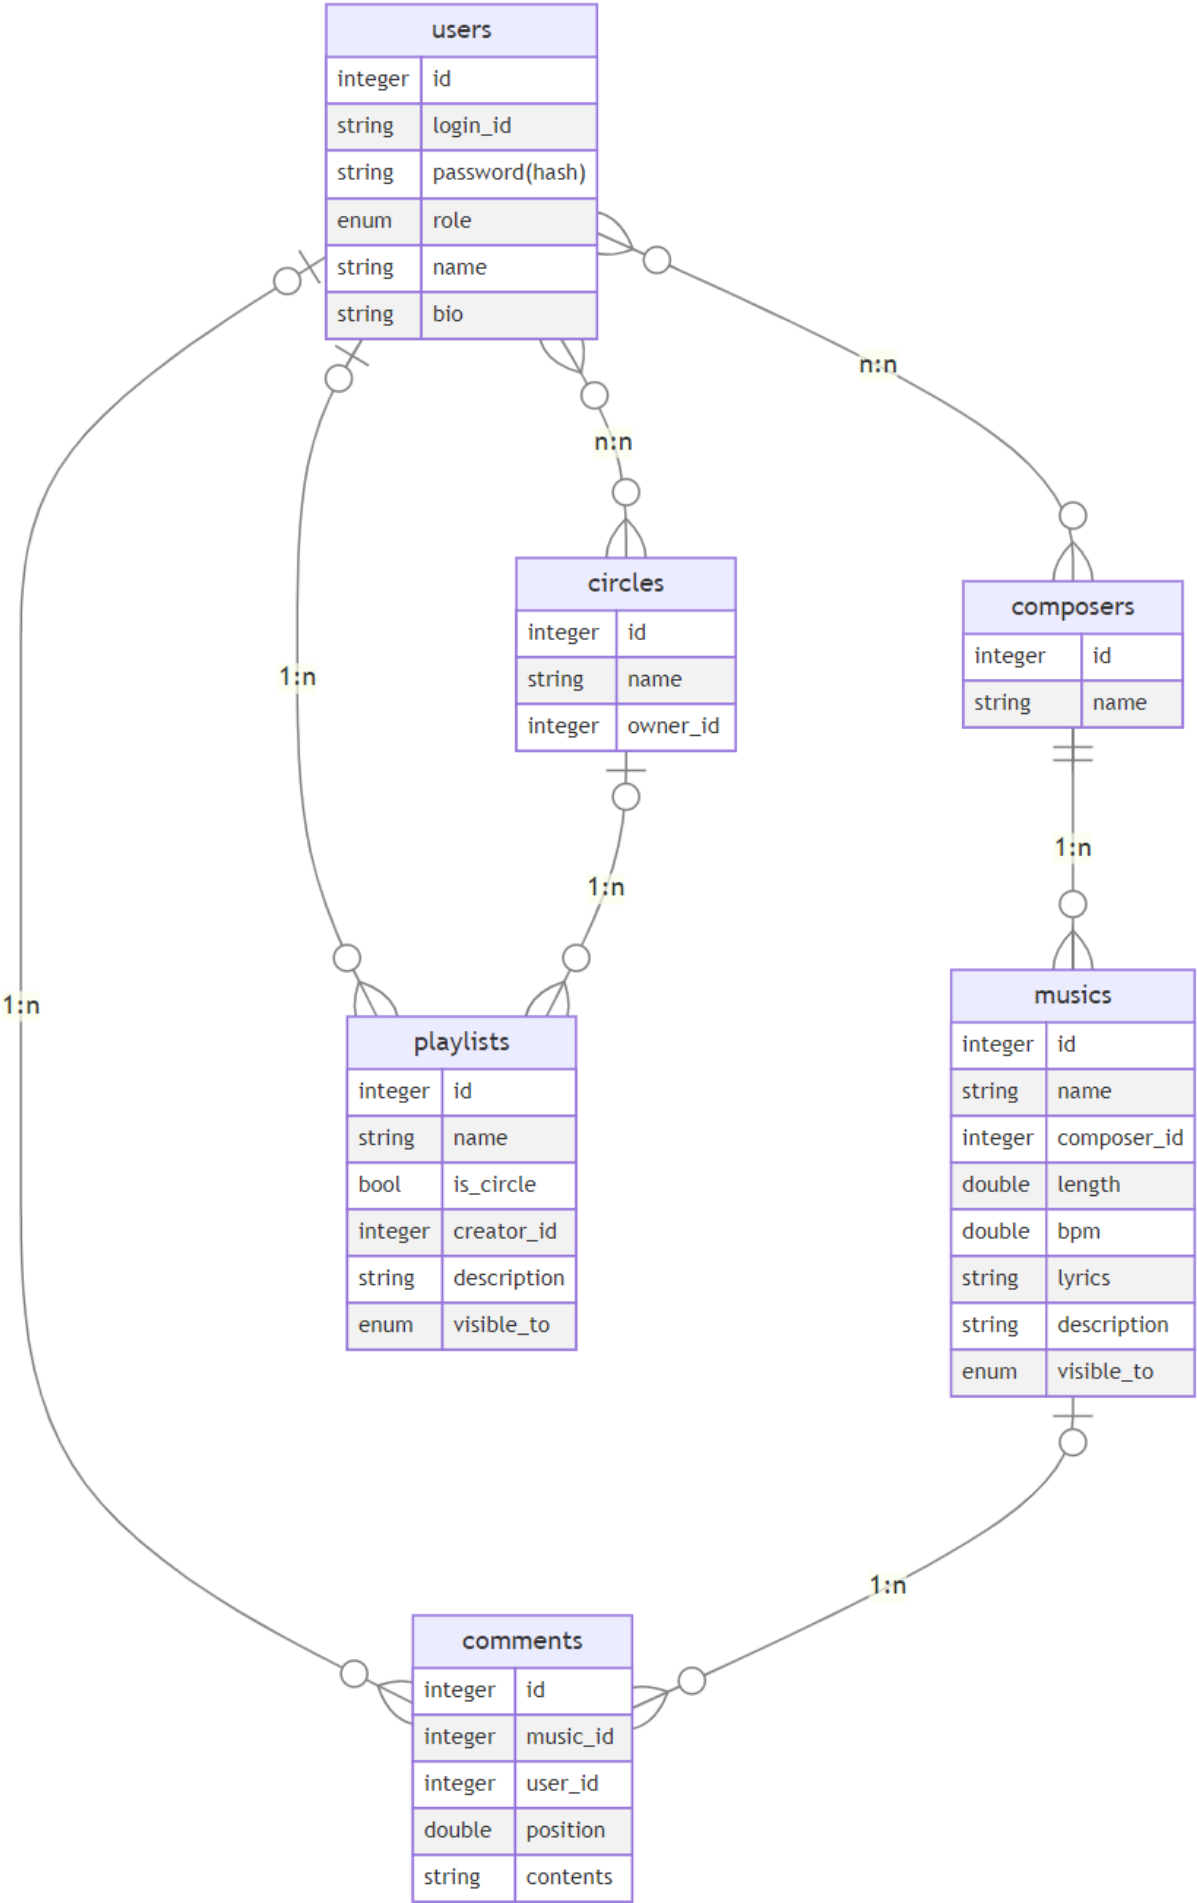 users
integer id
string login_id
string password(hash)
enum role
string name
string bio
n:n
n:n
circles
integer id
string name
integer owner_id
composers
integer id
string name
1:n
1:n
1:n
1:n
playlists
integer id
string name
bool is_circle
integer creator_id
string description
enum visible_to
musics
integer id
string name
integer composer_id
double length
double bpm
string lyrics
string description
enum visible_to
1:n
comments
integer id
integer music_id
integer user_id
double position
string contents